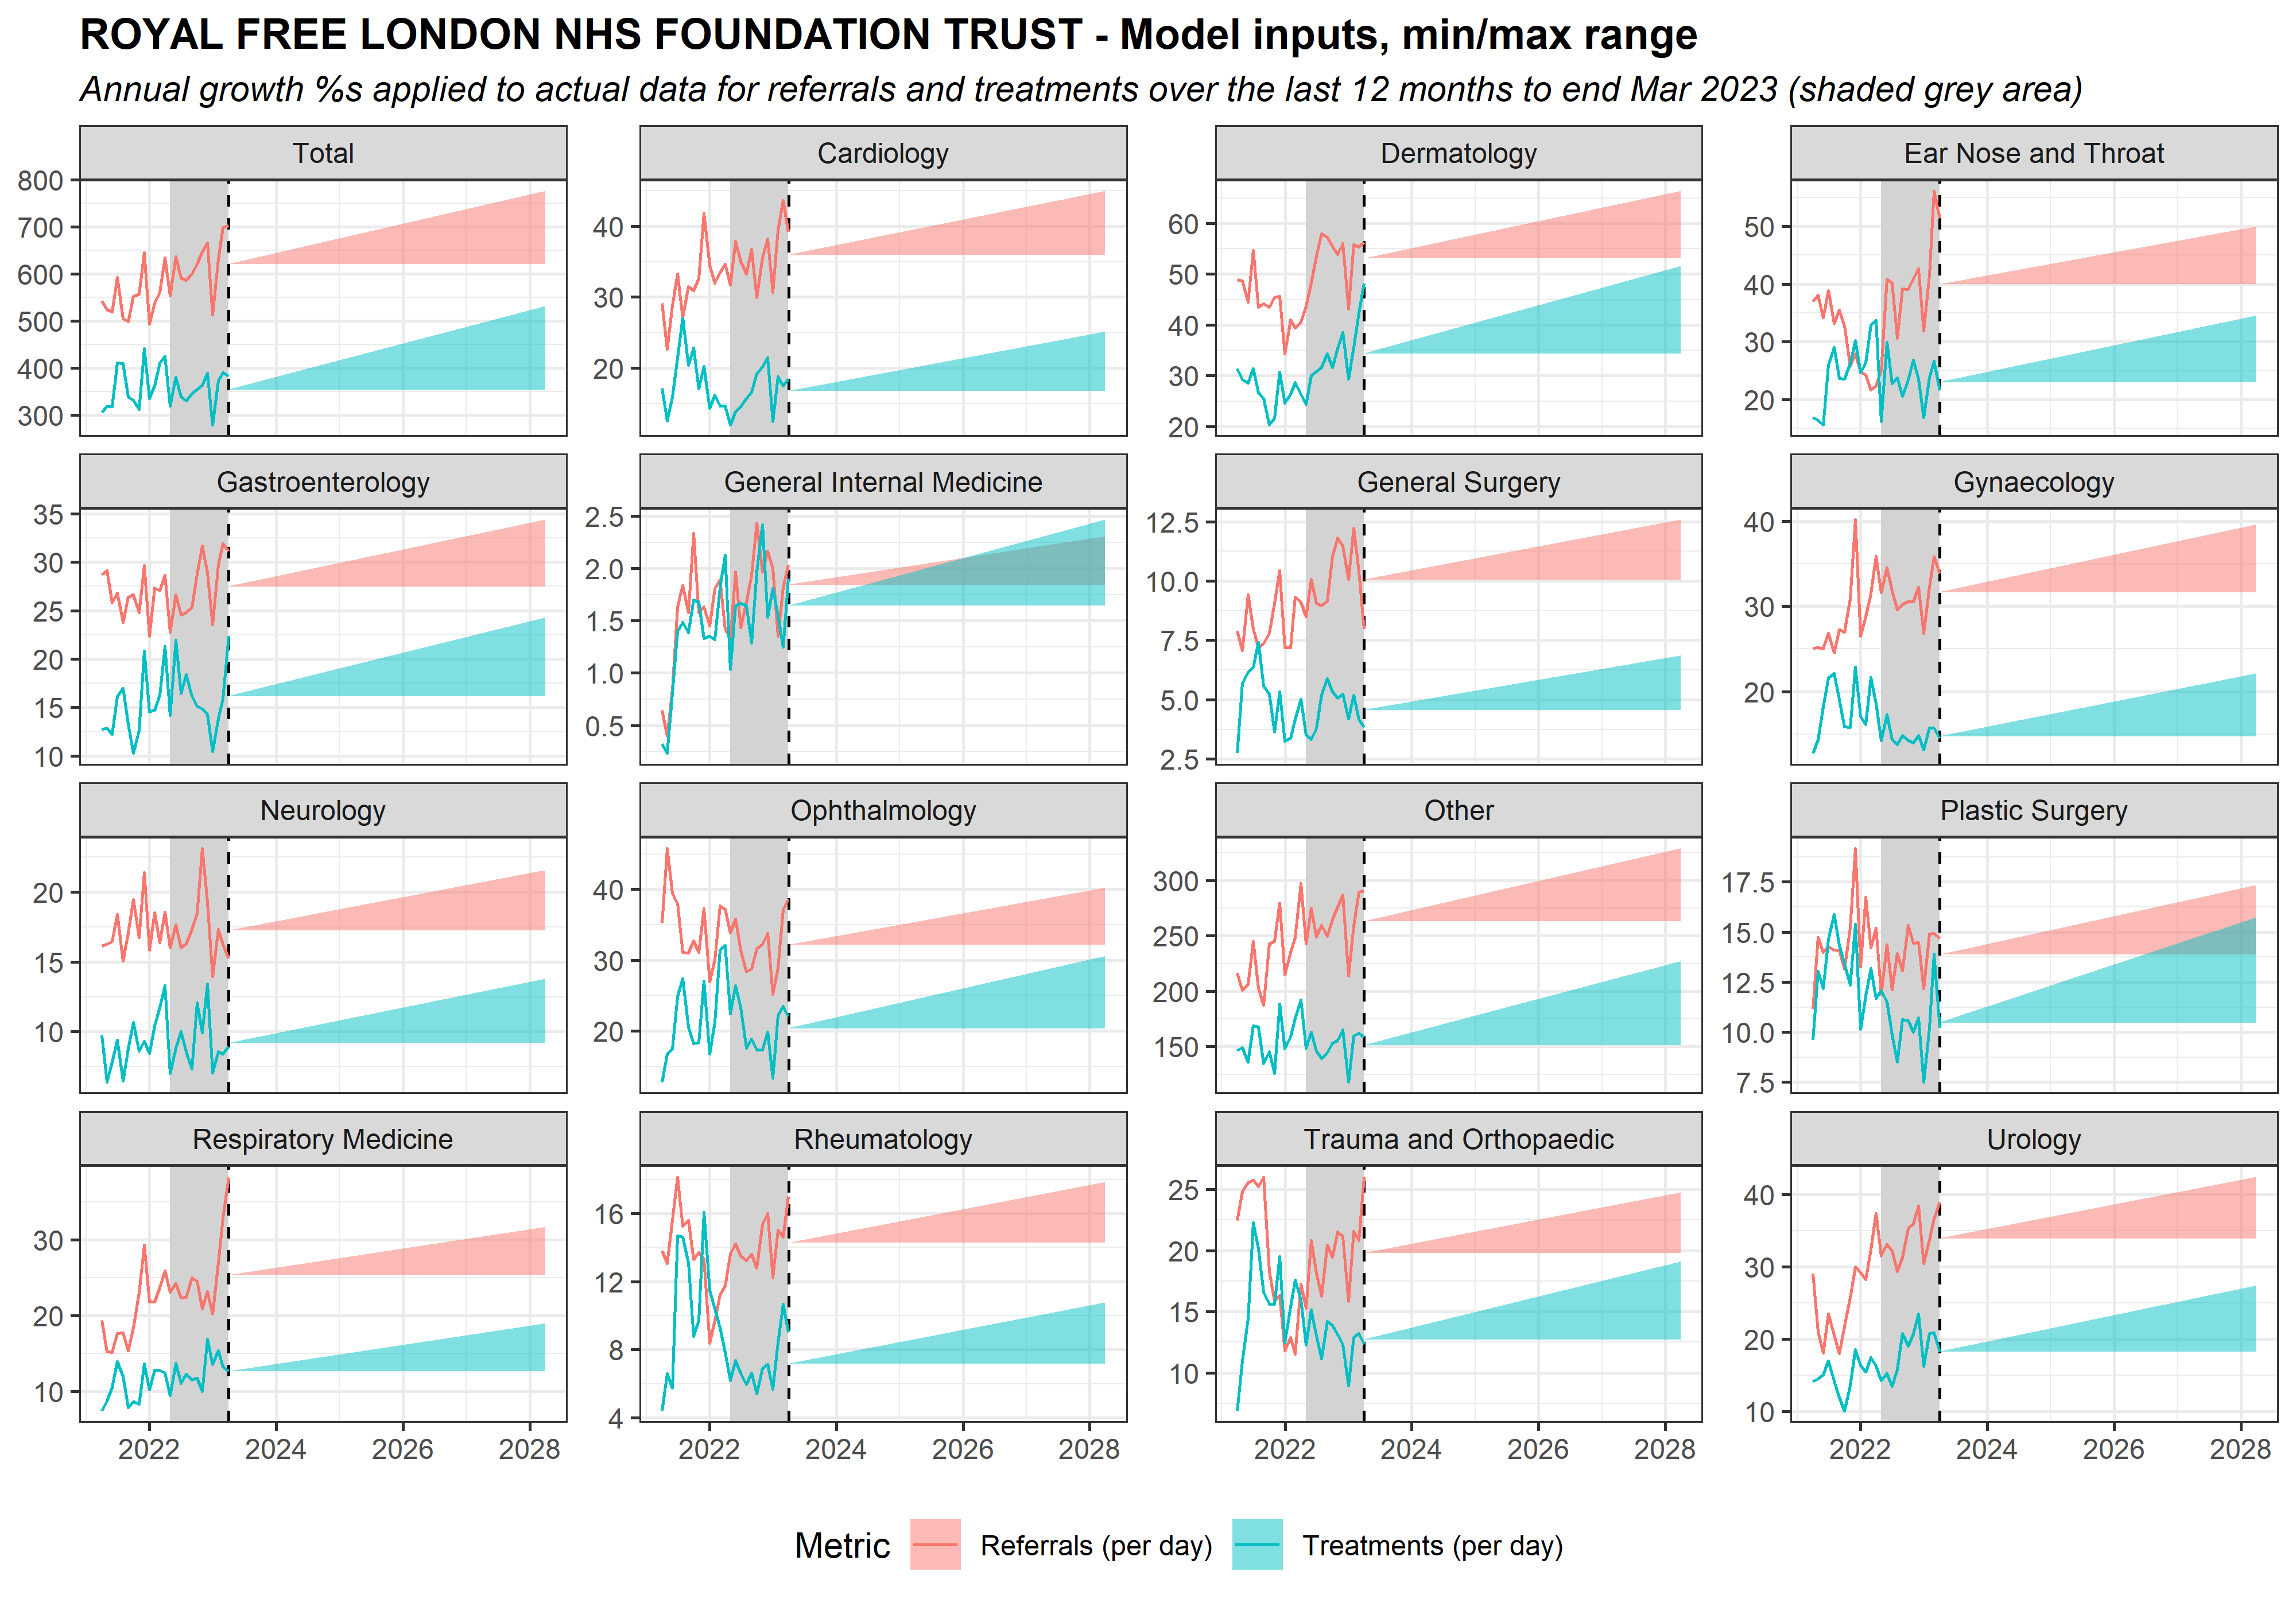 ROYAL FREE LONDON NHS FOUNDATION TRUST - Model inputs, min/max range
Annual growth %s applied to actual data for referrals and treatments over the last 12 months to end Mar 2023 (shaded grey area)
Total
800
700
600
500
400
300
Cardiology
40
30
20
Dermatology
60
50
40
30
20
Ear Nose and Throat
50
40
30
20
Gastroenterology
35
30
25
20
15
10
General Internal Medicine
2.5
2.0
1.5
1.0
0.5
General Surgery
12.5
10.0
7.5
5.0
2.5
Gynaecology
40
30
20
Neurology
20
15
10
Ophthalmology
40
30
20
Other
300
250
200
150
Plastic Surgery
17.5
15.0
12.5
10.0
7.5
Respiratory Medicine
30
20
10
2022 2024 2026 2028
Rheumatology
16
12
8
4
2022 2024 2026 2028
Trauma and Orthopaedic
25
20
15
10
2022 2024 2026 2028
Urology
40
30
20
10
2022 2024 2026 2028
Metric Referrals (per day) Treatments (per day)